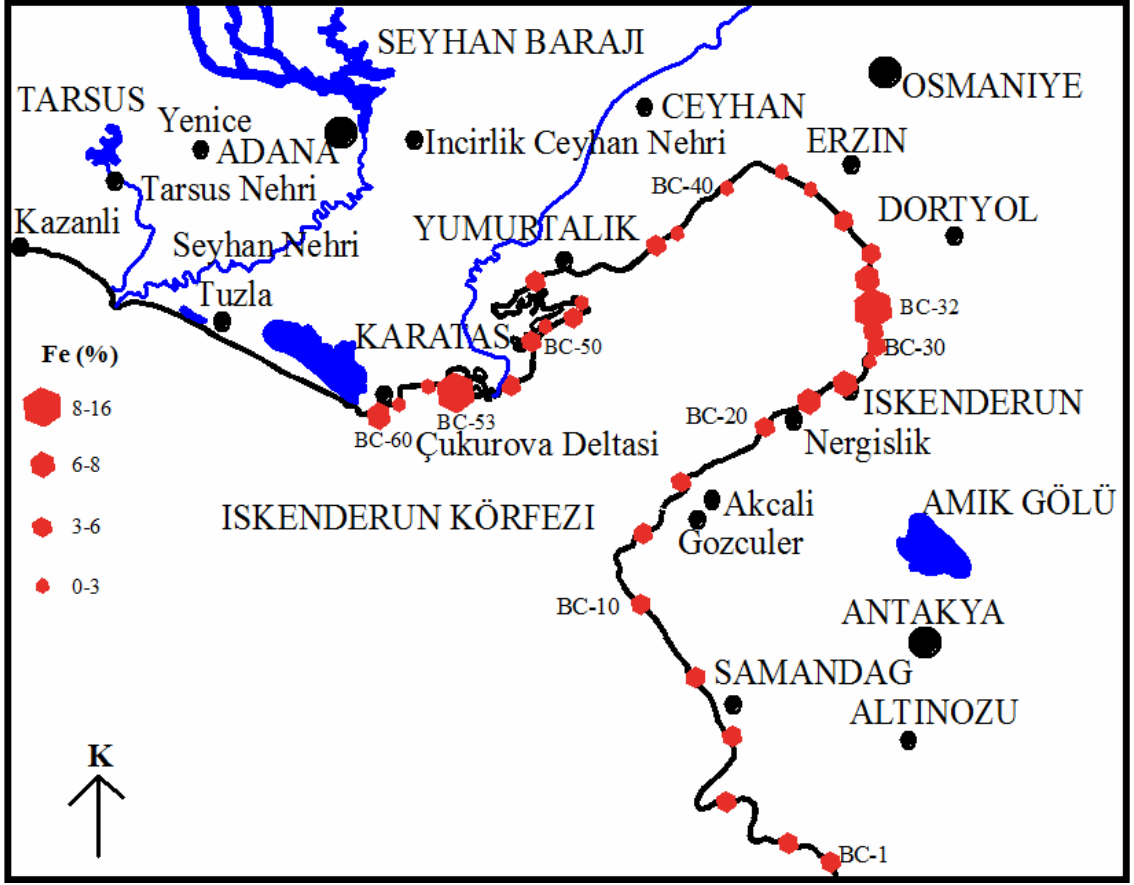 SEYHAN BARAJI
OSMANIYE
TARSUS
CEYHAN
Yenice
ADANA
Incirlik Ceyhan Nehri
ERZIN
Tarsus Nehri
BC-40
DORTYOL
Kazanli
YUMURTALIK
Seyhan Nehri
Tuzla
BC-32
KARATAS
BC-50
BC-30
Fe (%)
8-16
ISKENDERUN
BC-20
BC-53
BC-60
Çukurova Deltasi
Nergislik
6-8
Akcali
AMIK GÖLÜ
ISKENDERUN KÖRFEZI
3-6
Gozculer
0-3
BC-10
ANTAKYA
SAMANDAG
ALTINOZU
K
BC-1